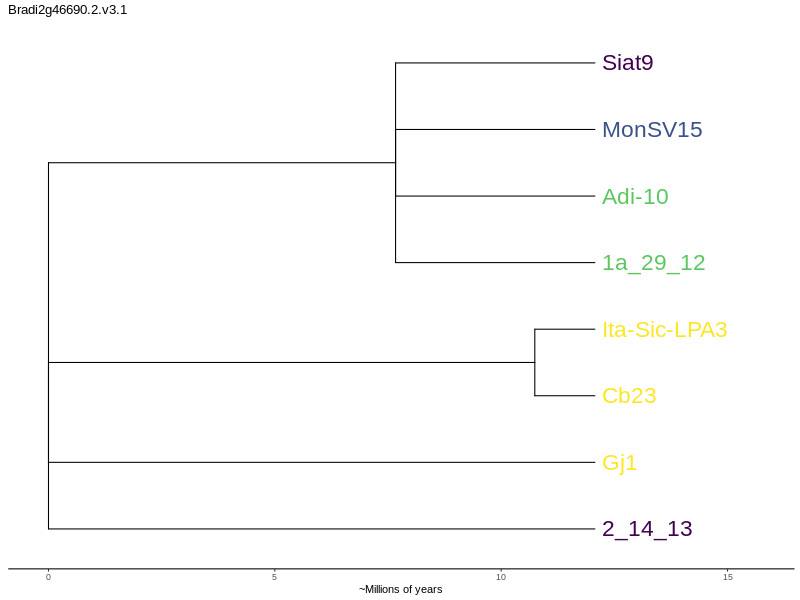 Bradi2g46690.2.v3.1
Siat9
MonSV15
Adi-10
1a_29_12
Ita-Sic-LPA3
Cb23
Gj1
2_14_13
0 5 10 15
~Millions of years